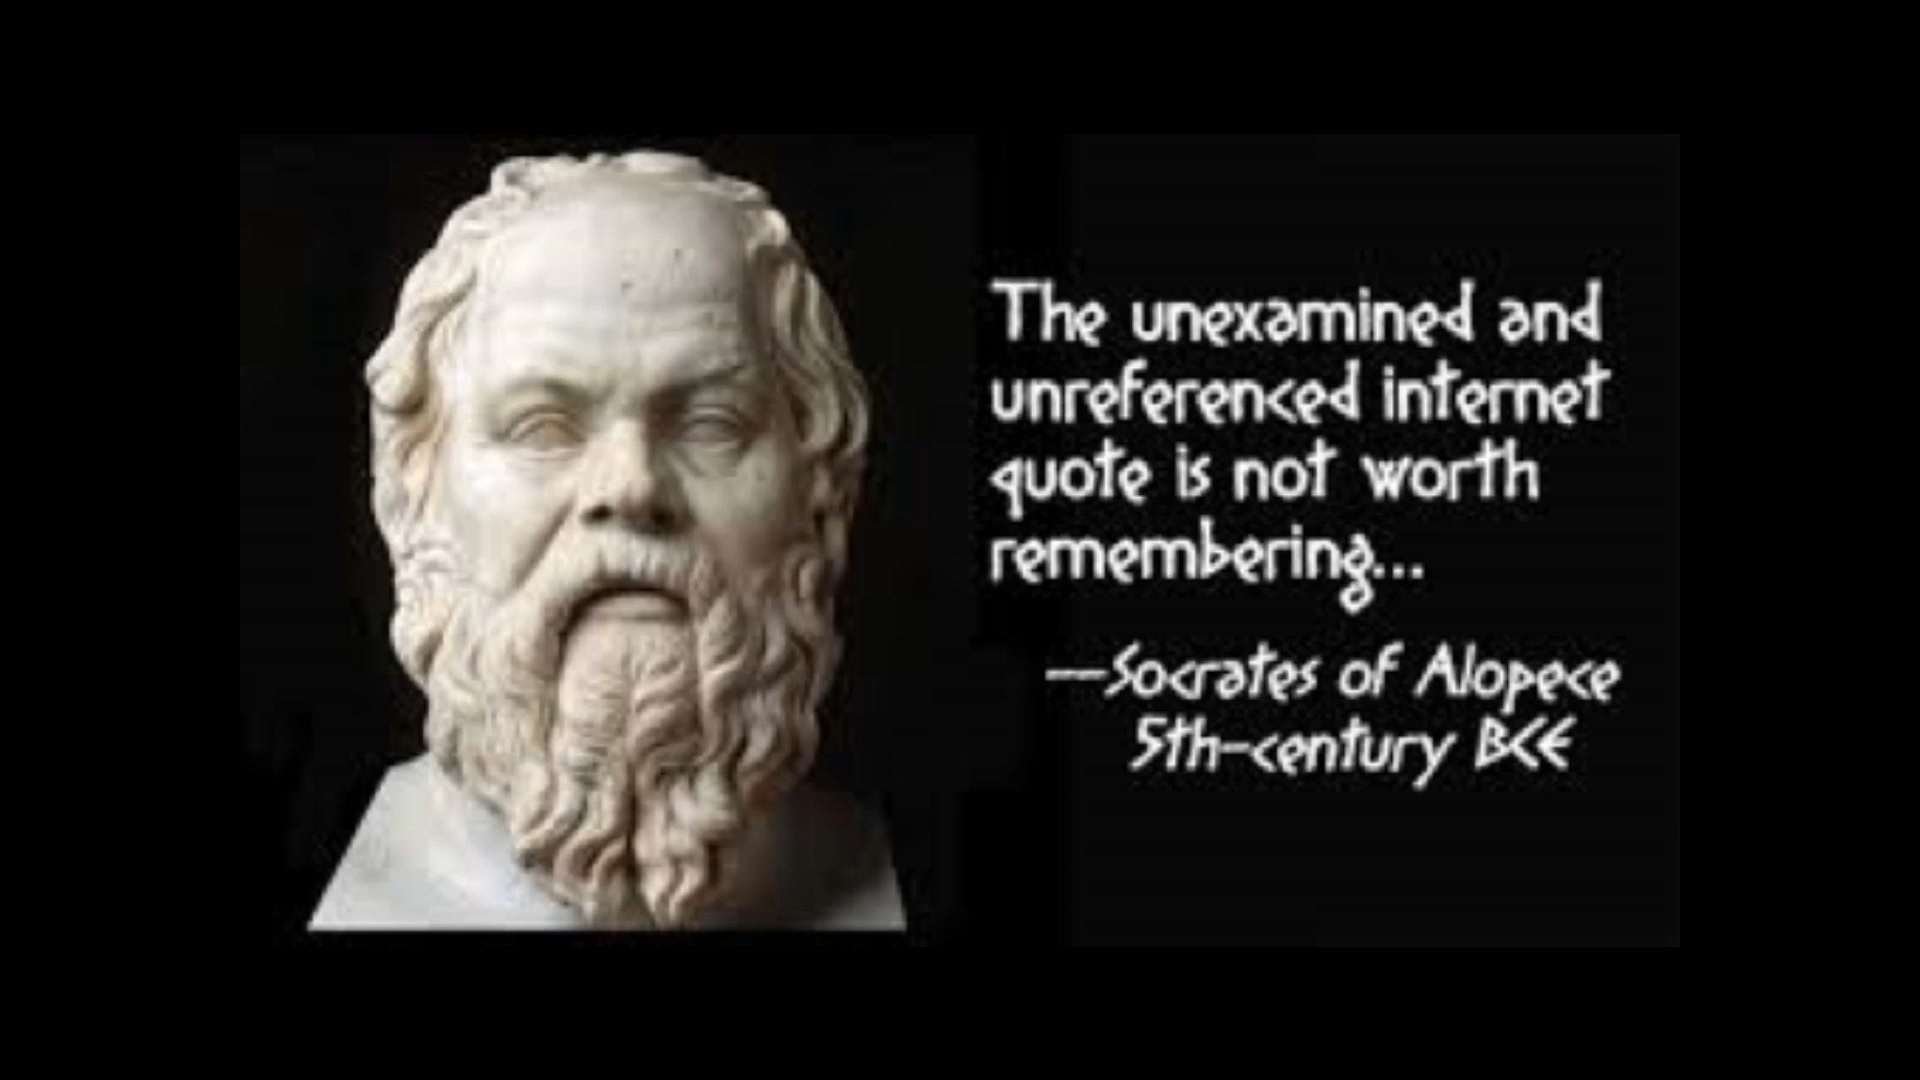 The unexamined and
unreferenced internet
quote is not worth
remembering...
—Socrates of Alopece
5th-century BCE